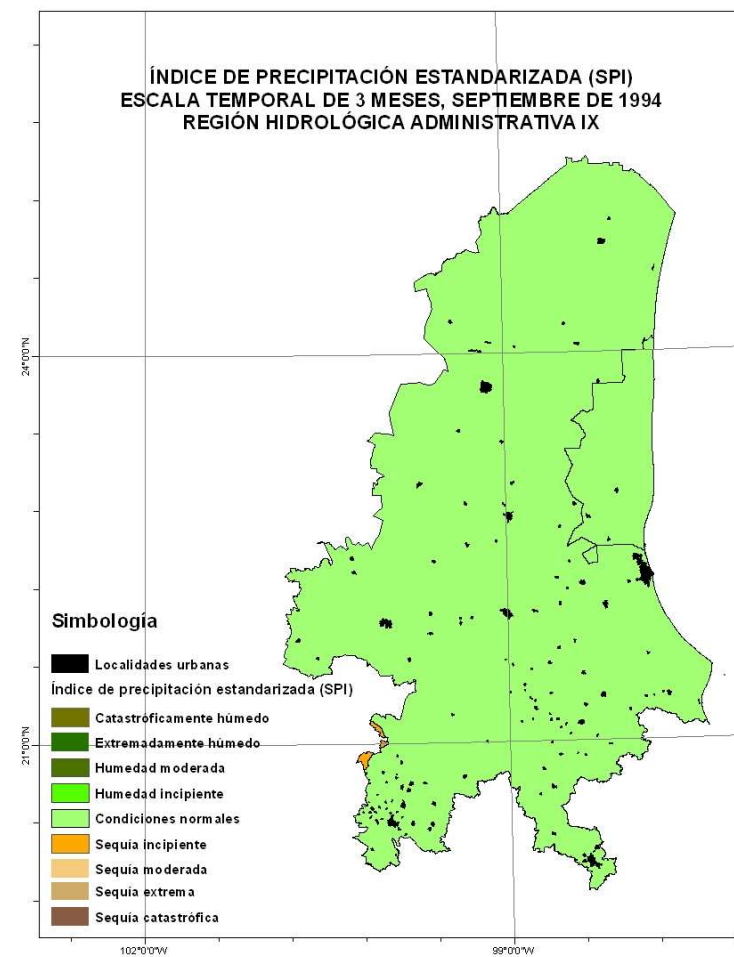 ÍNDICE DE PRECIPITACIÓN ESTANDARIZADA (SPI)
ESCALA TEMPORAL DE 3 MESES, SEPTIEMBRE DE 1994
REGIÓN HIDROLÓGICA ADMINISTRATIVA IX
24°0'0"N
Simbología
Localidades urbanas
Índice de precipitación estandarizada (SPI)
Catastróficamente húmedo
Extremadamente húmedo
21°0'0"N
Humedad moderada
Humedad incipiente
Condiciones normales
Sequía incipiente
Sequía moderada
Sequía extrema
Sequía catastrófica
102°0'0"W
99°0'0"W